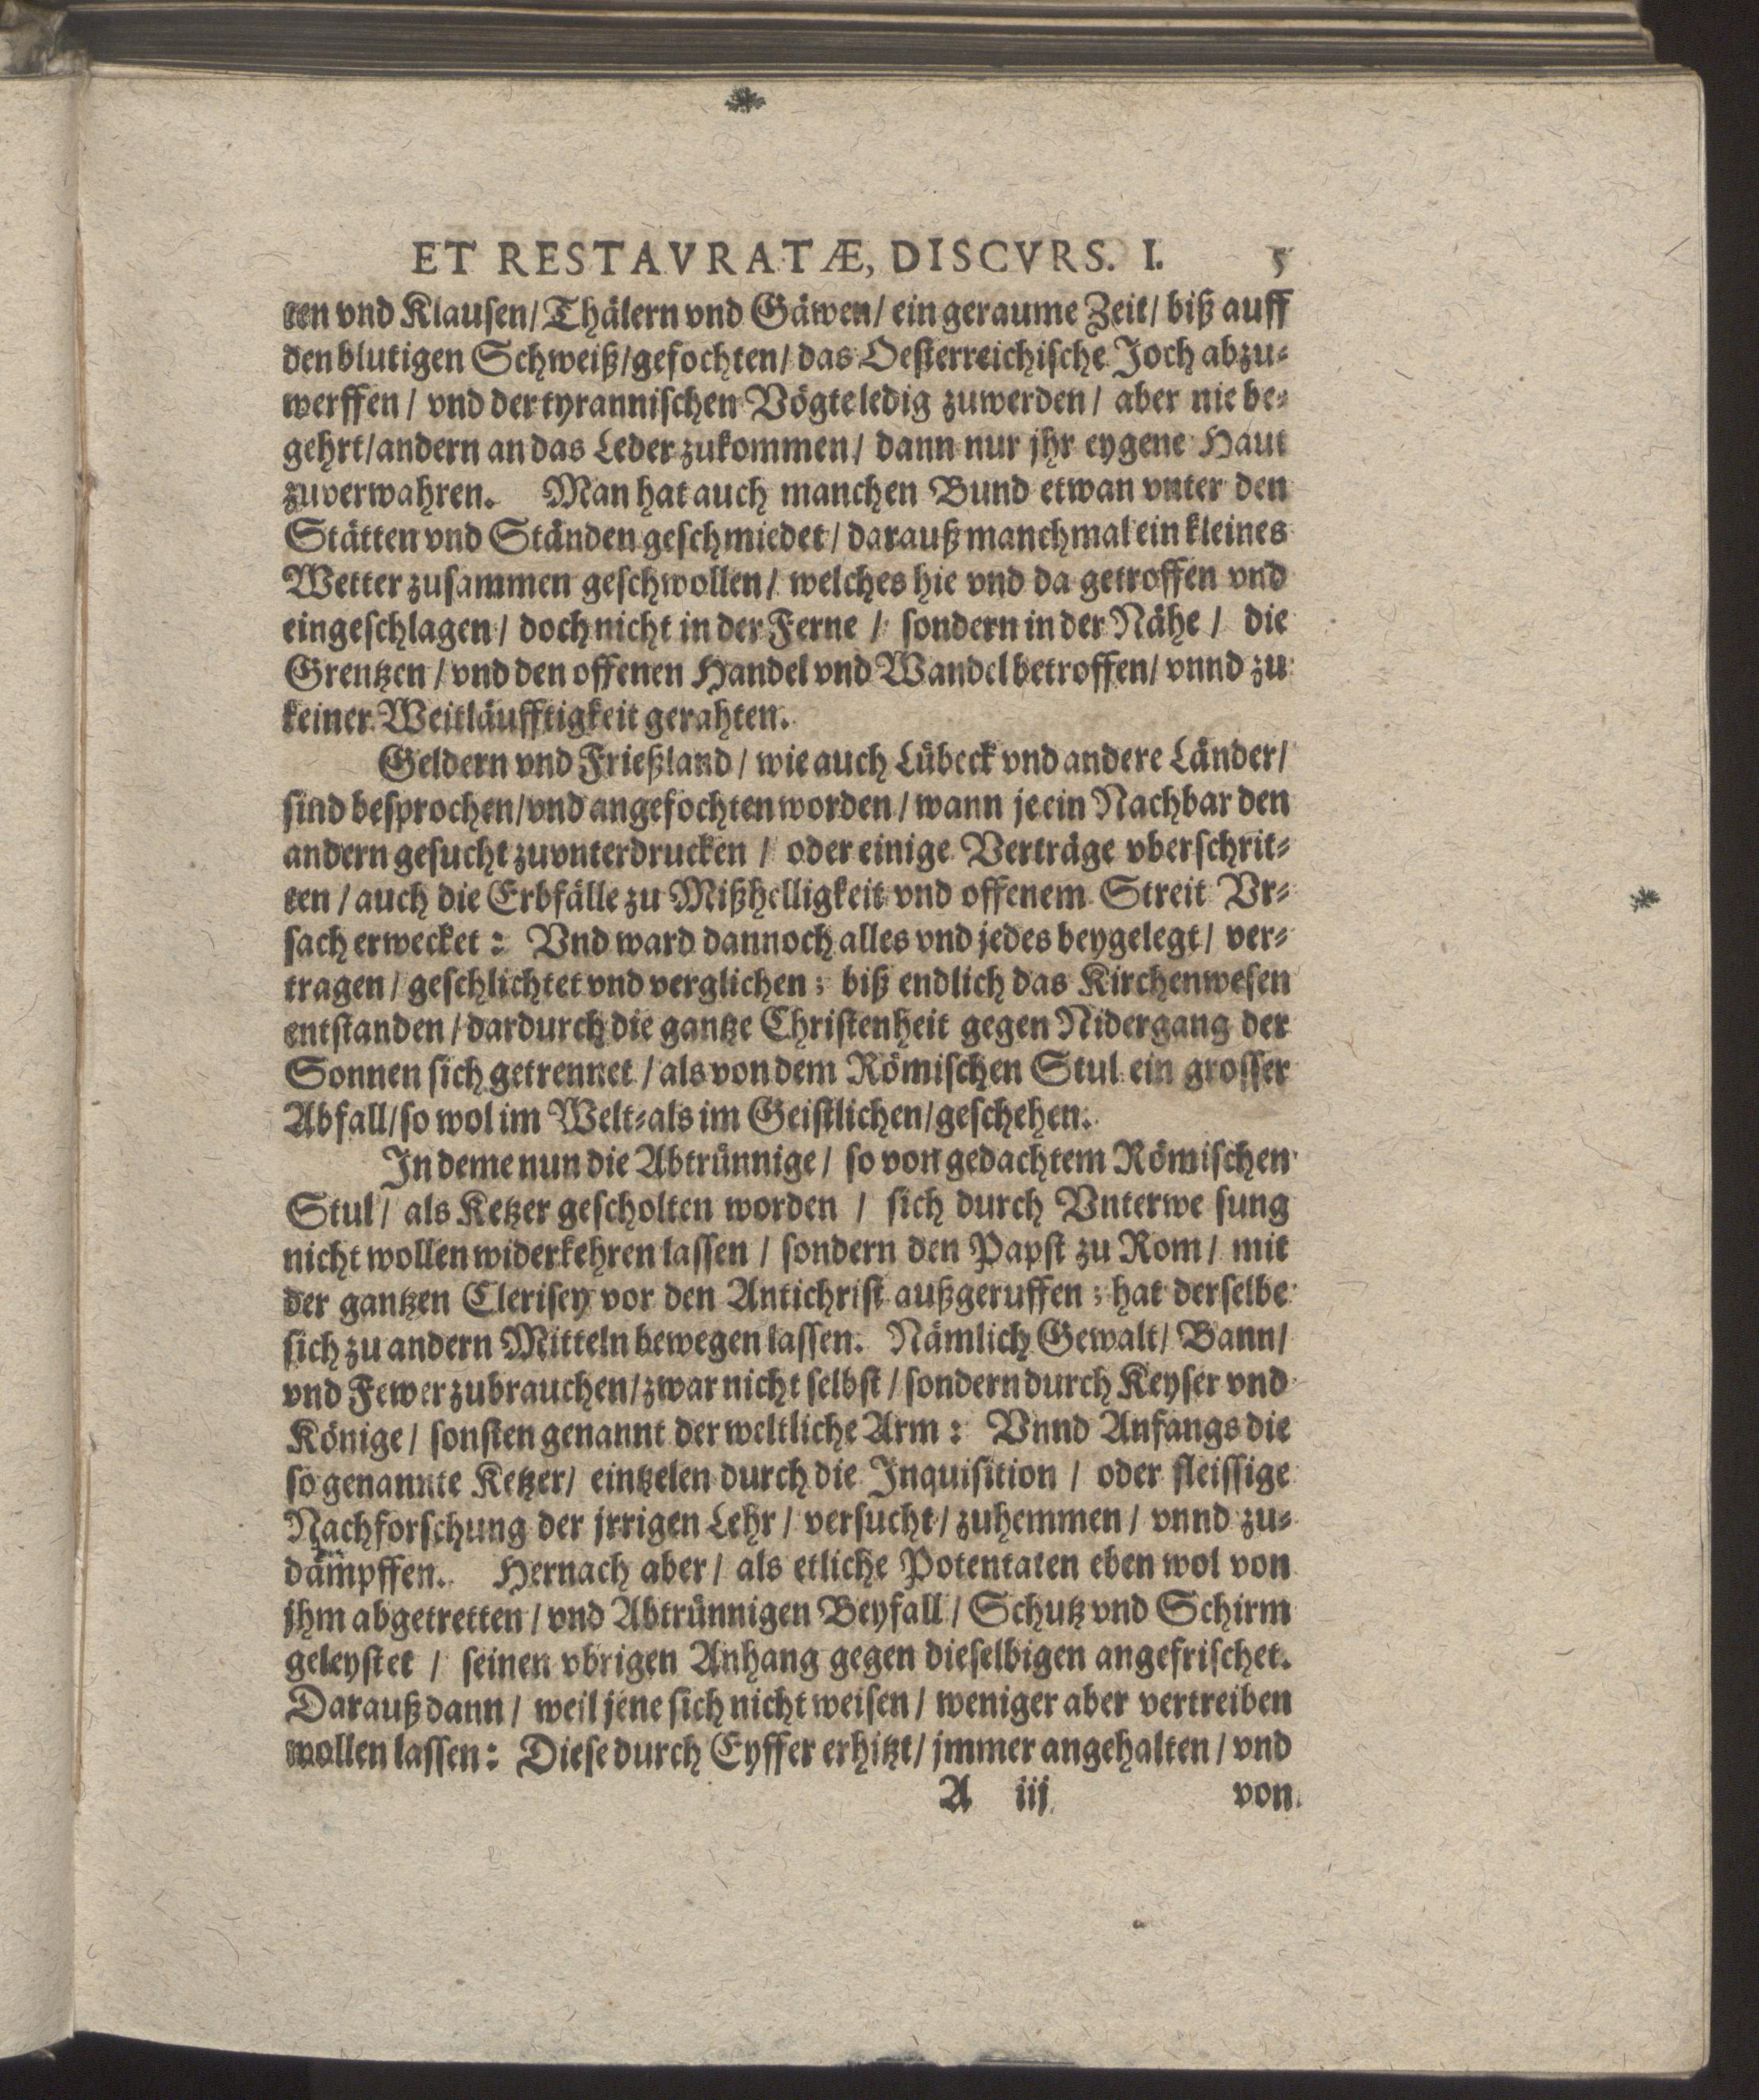 ET RESTAVRATÆ, DISCVRS. I. 5
ten vnd Klausen/ Thälern vnd Gäwen/ ein geraume Zeit/ biß auff
den blutigen Schweiß/ gefochten/ das Oesterreichische Joch abzu-
werffen/ vnd der tyrannischen Vögte ledig zuwerden/ aber nie be-
gehrt/ andern an das Leder zukommen/ dann nur jhr eygene Haut
zuverwahren. Man hat auch manchen Bund etwan vnter den
Stätten vnd Ständen geschmiedet/ darauß manchmal ein kleines
Wetter zusammen geschwollen/ welches hie vnd da getroffen vnd
eingeschlagen/ doch nicht in der Ferne/ sondern in der Nähe/ die
Grentzen/ vnd den offenen Handel vnd Wandel betroffen/ vnnd zu
keiner Weitläufftigkeit gerahten.
Geldern vnd Frießland/ wie auch Lübeck vnd andere Länder/
sind besprochen/ vnd angefochten worden/ wann je ein Nachbar den
andern gesucht zuvnterdrucken/ oder einige Verträge vberschrit-
ten/ auch die Erbfälle zu Mißhelligkeit vnd offenem Streit Vr-
sach erwecket: Vnd ward dannoch alles vnd jedes beygelegt/ ver-
tragen/ geschlichtet vnd verglichen; biß endlich das Kirchenwesen
entstanden/ dardurch die gantze Christenheit gegen Nidergang der
Sonnen sich getrennet/ als von dem Römischen Stul ein grosser
Abfall/ so wol im Welt- als im Geistlichen/ geschehen.
In deme nun die Abtrünnige/ so von gedachtem Römischen
Stul/ als Ketzer gescholten worden/ sich durch Vnterwe sung
nicht wollen widerkehren lassen/ sondern den Papst zu Rom/ mit
der gantzen Clerisey vor den Antichrist außgeruffen; hat derselbe
sich zu andern Mitteln bewegen lassen. Nämlich Gewalt/ Bann/
vnd Fewer zubrauchen/ zwar nicht selbst/ sondern durch Keyser vnd
Könige/ sonsten genannt der weltliche Arm: Vnnd Anfangs die
so genannte Ketzer/ eintzelen durch die Inquisition/ oder fleissige
Nachforschung der jrrigen Lehr/ versucht/ zuhemmen/ vnnd zu-
dämpffen. Hernach aber/ als etliche Potentaten eben wol von
jhm abgetretten/ vnd Abtrünnigen Beyfall/ Schutz vnd Schirm
geleystet/ seinen vbrigen Anhang gegen dieselbigen angefrischet.
Darauß dann/ weil jene sich nicht weisen/ weniger aber vertreiben
wollen lassen: Diese durch Eyffer erhitzt/ jmmer angehalten/ vnd
A iij von